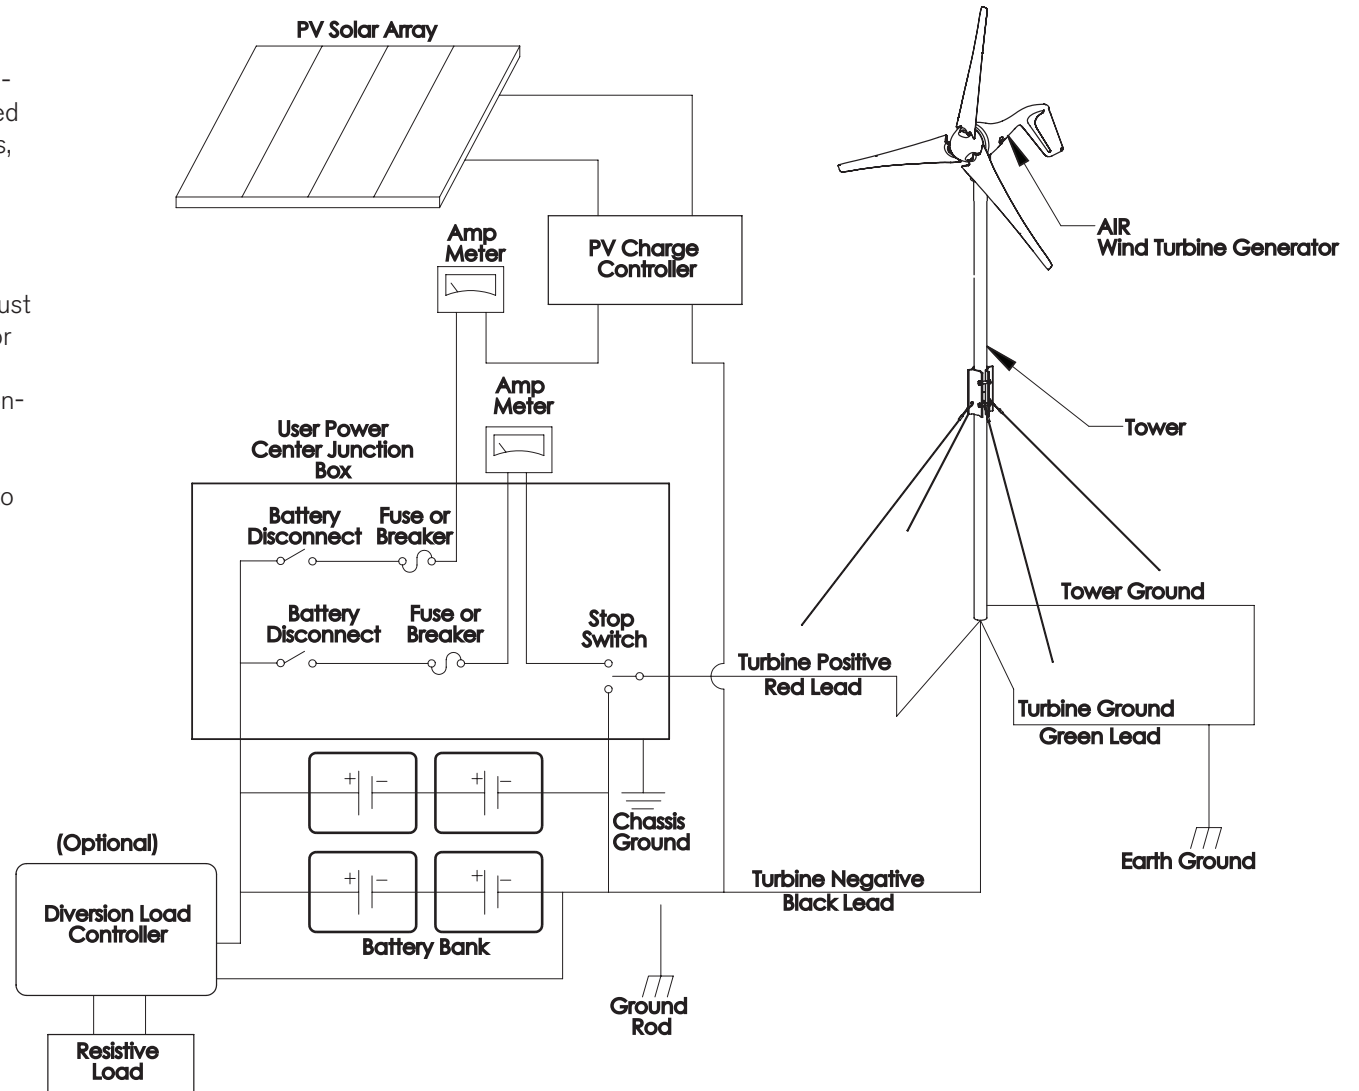 PV Solar Array
-
ed
s,
ust
or
n-
o
Amp
Meter
PV Charge
Controller
AIR
Wind Turbine Generator
Amp
Meter
Tower
User Power
Center Junction
Box
Battery
Disconnect
Fuse or
Breaker
Battery
Disconnect
Fuse or
Breaker
Stop
Switch
Tower Ground
Turbine Positive
Red Lead
Turbine Ground
Green Lead
+ − + −
Chassis
Ground
(Optional)
Earth Ground
+ − + −
Turbine Negative
Black Lead
Diversion Load
Controller
Battery Bank
Ground
Rod
Resistive
Load